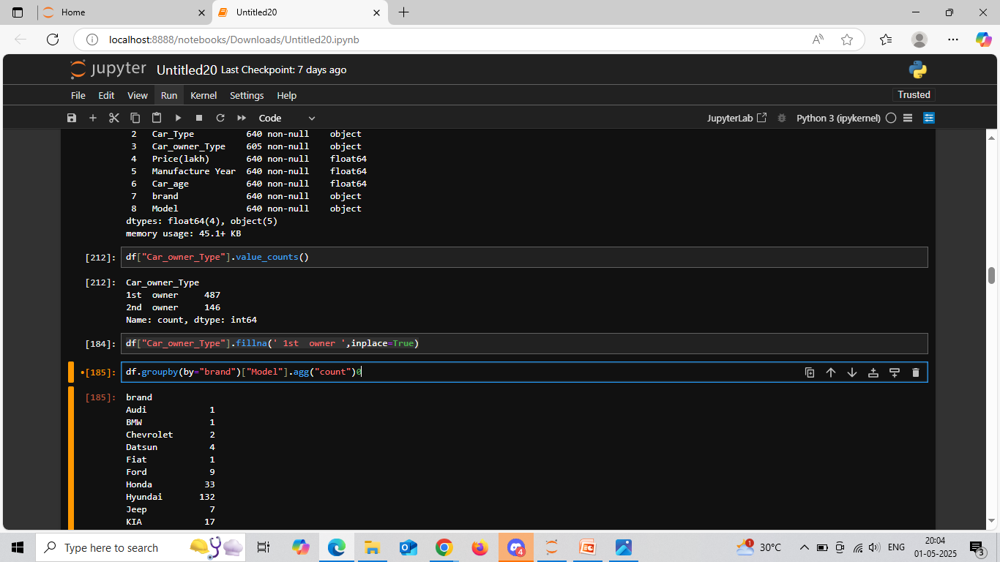 Home
Untitled20
localhost:8888/notebooks/Downloads/Untitled20.ipynb
jupyter Untitled20 Last Checkpoint: 7 days ago
File Edit View Run Kernel Settings Help Trusted
Code JupyterLab Python 3 (ipykernel)
2 Car_Type 640 non-null object
3 Car_owner_Type 605 non-null object
4 Price(lakh) 640 non-null float64
5 Manufacture Year 640 non-null float64
6 Car_age 640 non-null float64
7 brand 640 non-null object
8 Model 640 non-null object
dtypes: float64(4), object(5)
memory usage: 45.1+ KB
[212]: df["Car_owner_Type"].value_counts()
[212]: Car_owner_Type
1st  owner 487
2nd  owner 146
Name: count, dtype: int64
[184]: df["Car_owner_Type"].fillna(' 1st  owner ',inplace=True)
•[185]: df.groupby(by="brand")["Model"].agg("count")0
[185]: brand
Audi 1
BMW 1
Chevrolet 2
Datsun 4
Fiat 1
Ford 9
Honda 33
Hyundai 132
Jeep 7
KIA 17
Type here to search
4
1
30°C
ENG
20:04
01-05-2025
3